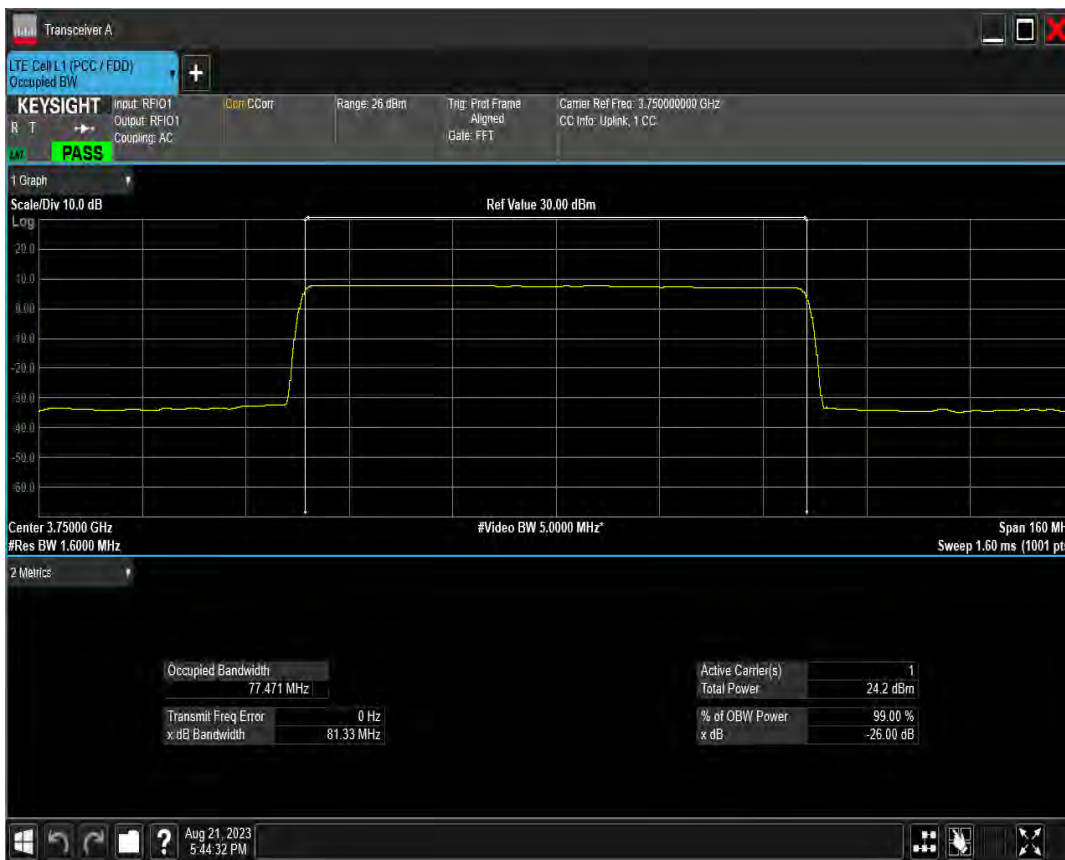 Transceiver A
LTE Cell L1 (PCC / FDD)
Occupied BW
+
KEYSIGHT
R T
PASS
Input: RFIO1
Output: RFIO1
Coupling: AC
Corr CCorr
Range: 26 dBm
Trig: Prot Frame
Aligned
Gate: FFT
Carrier Ref Freq: 3.750000000 GHz
CC Info: Uplink, 1 CC
1 Graph
Scale/Div 10.0 dB
Ref Value 30.00 dBm
Log
20.0
10.0
0.00
-10.0
-20.0
-30.0
-40.0
-50.0
-60.0
Center 3.75000 GHz
#Video BW 5.0000 MHz*
Span 160 MH
#Res BW 1.6000 MHz
Sweep 1.60 ms (1001 pts
2 Metrics
Occupied Bandwidth
77.471 MHz
Transmit Freq Error 0 Hz
x dB Bandwidth 81.33 MHz
Active Carrier(s) 1
Total Power 24.2 dBm
% of OBW Power 99.00 %
x dB -26.00 dB
?
Aug 21, 2023
5:44:32 PM